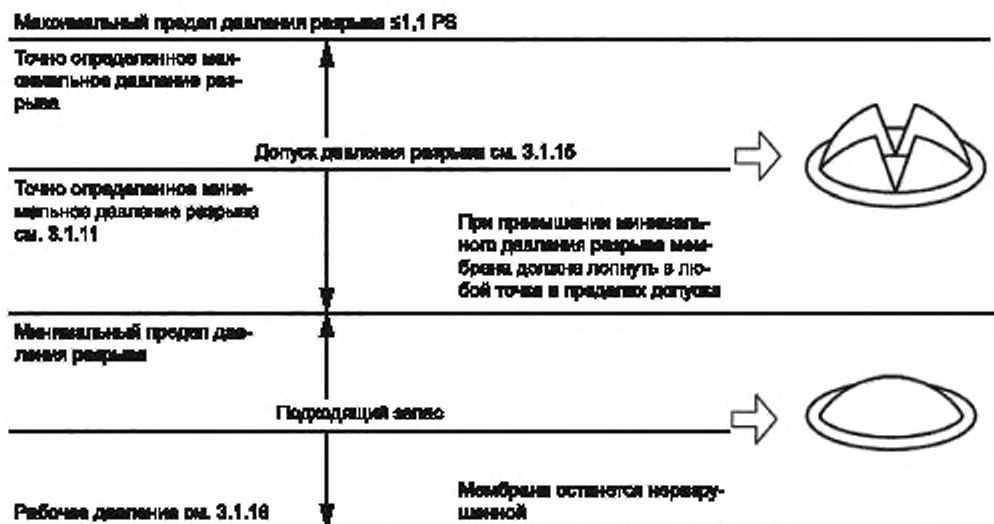 Максимальный предел давления разрыва ≤1,1 PS
Точно определенное мак-
симальное давление раз-
рыва
Допуск давления разрыва см. 3.1.15
Точно определенное мини-
мальное давление разрыва
см. 3.1.11
При превышении минималь-
ного давления разрыва мем-
брана должна лопнуть в лю-
бой точке в пределах допуска
Минимальный предел дав-
ления разрыва
Подходящий запас
Рабочее давление см. 3.1.16
Мембрана останется неразру-
шенной